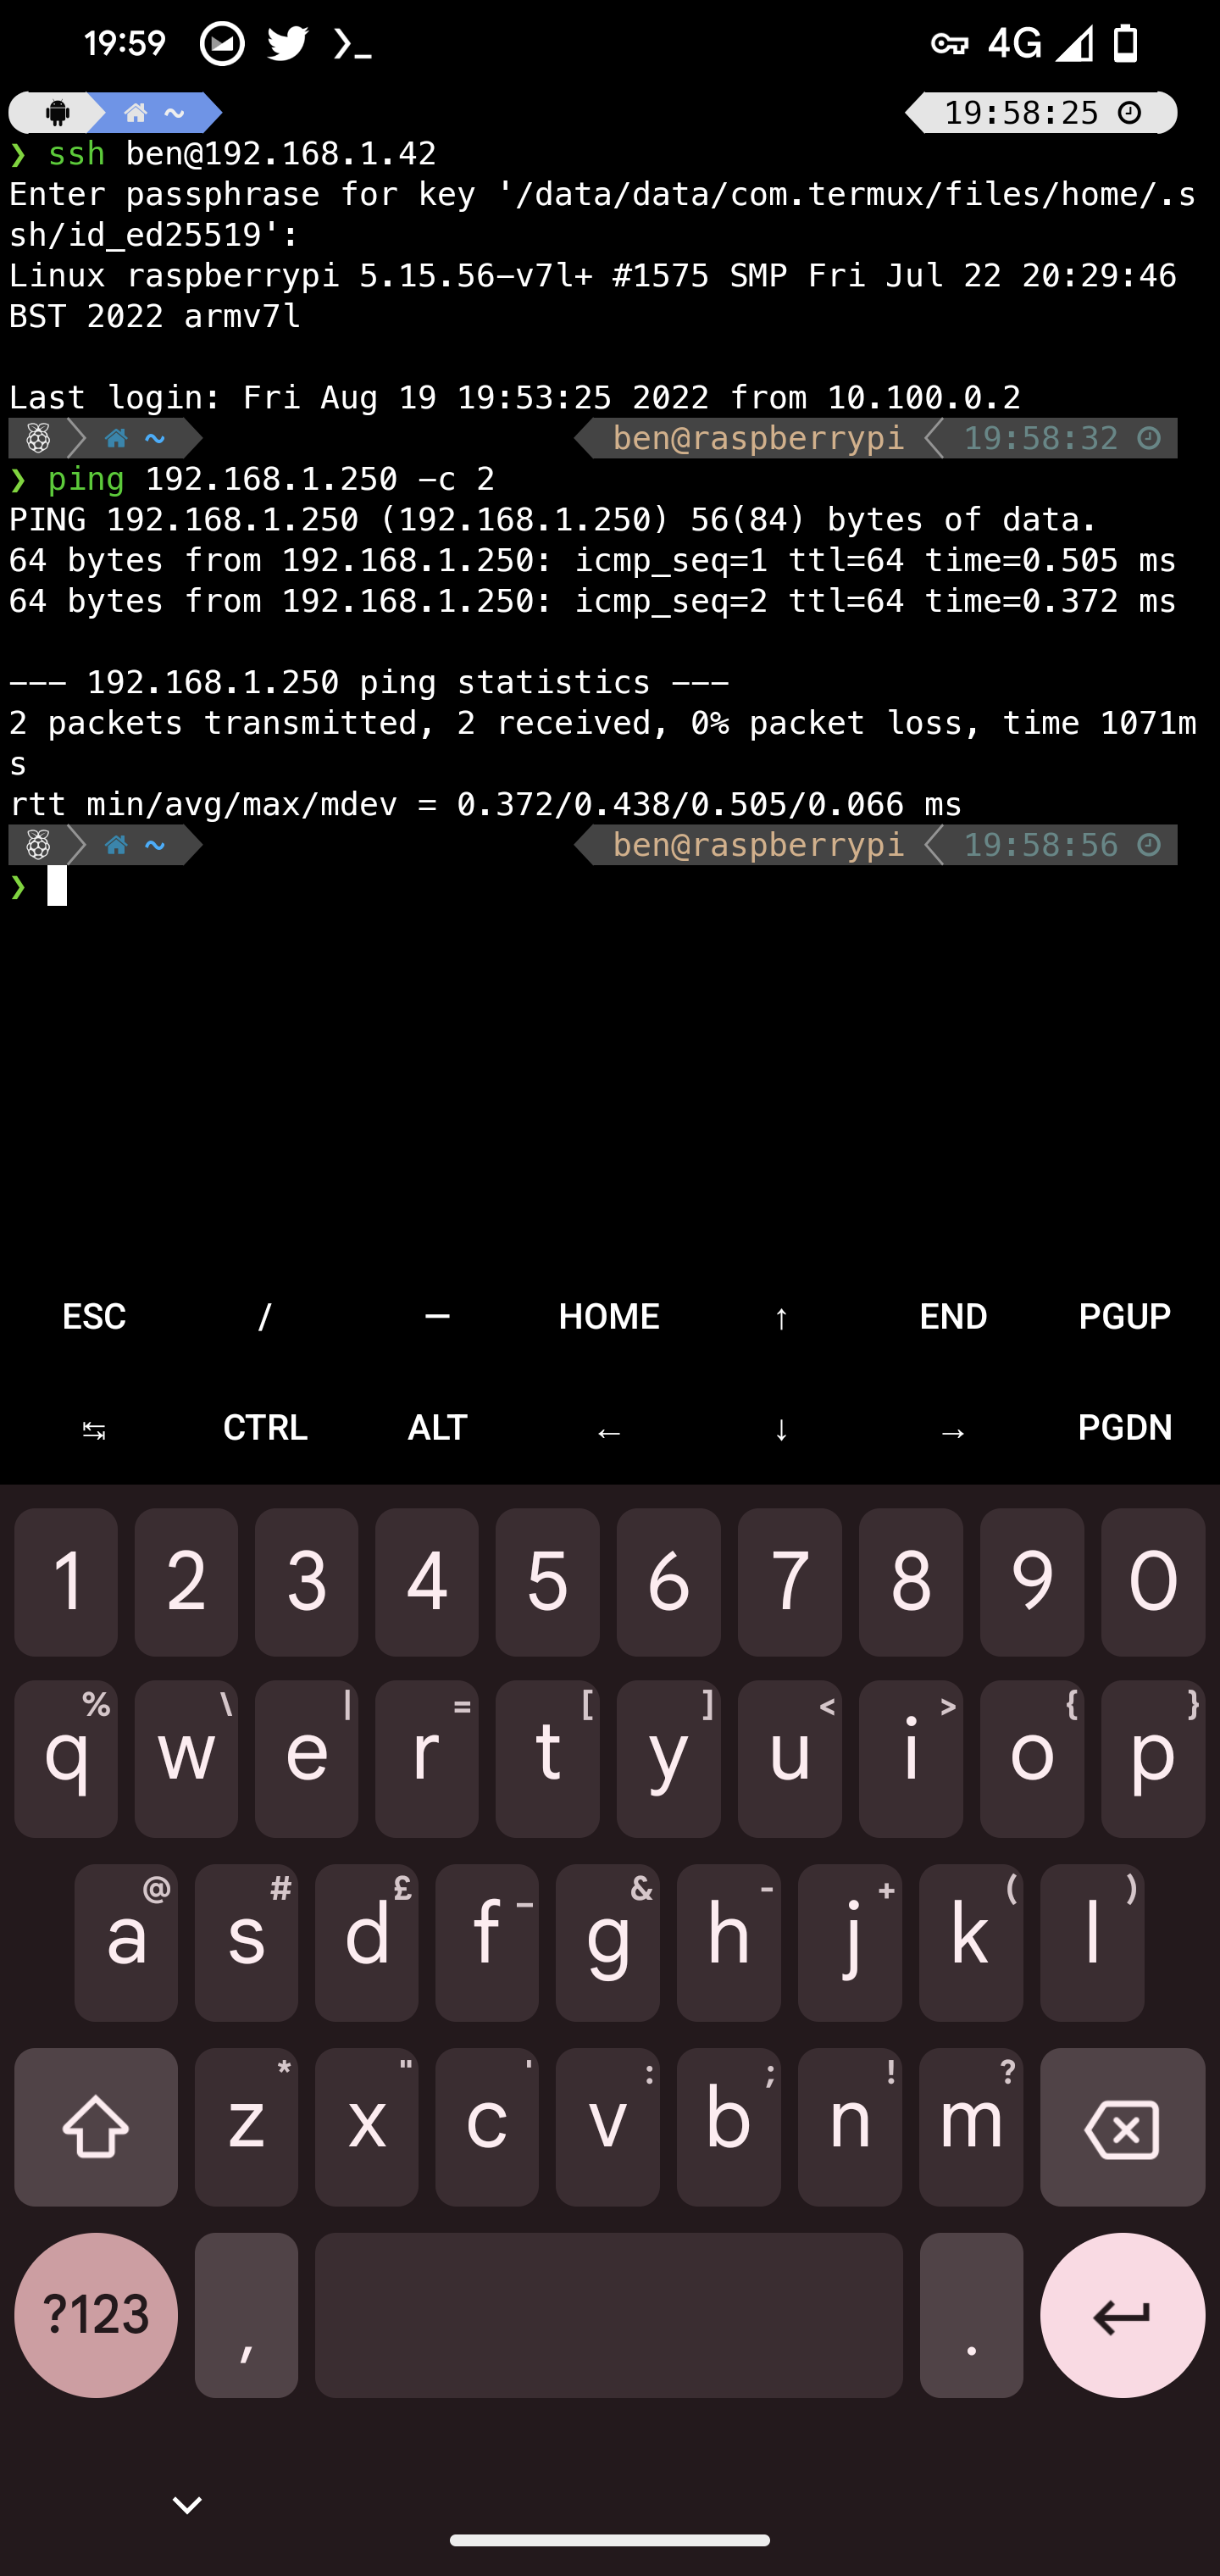 19:59 4G
~ 19:58:25
❯ ssh ben@192.168.1.42
Enter passphrase for key '/data/data/com.termux/files/home/.s
sh/id_ed25519':
Linux raspberrypi 5.15.56-v7l+ #1575 SMP Fri Jul 22 20:29:46
BST 2022 armv7l
Last login: Fri Aug 19 19:53:25 2022 from 10.100.0.2
~ ben@raspberrypi 19:58:32
❯ ping 192.168.1.250 -c 2
PING 192.168.1.250 (192.168.1.250) 56(84) bytes of data.
64 bytes from 192.168.1.250: icmp_seq=1 ttl=64 time=0.505 ms
64 bytes from 192.168.1.250: icmp_seq=2 ttl=64 time=0.372 ms
--- 192.168.1.250 ping statistics ---
2 packets transmitted, 2 received, 0% packet loss, time 1071m
s
rtt min/avg/max/mdev = 0.372/0.438/0.505/0.066 ms
~ ben@raspberrypi 19:58:56
❯
ESC / — HOME ↑ END PGUP
↹ CTRL ALT ← ↓ → PGDN
1 2 3 4 5 6 7 8 9 0
% \ | = [ ] < > { }
q w e r t y u i o p
@ # £ _ & - + ( )
a s d f g h j k l
* " ' : ; ! ?
z x c v b n m
?123 , .